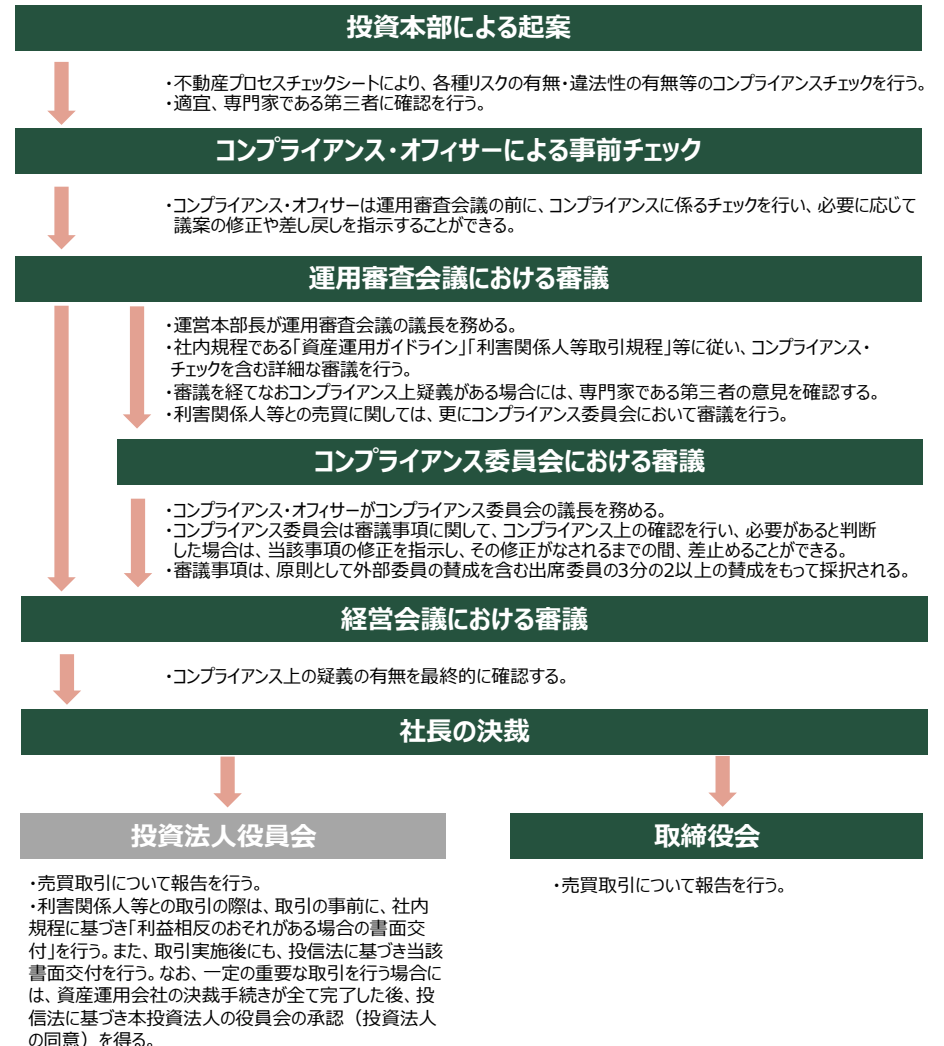 投資本部による起案
・不動産プロセスチェックシートにより、各種リスクの有無・違法性の有無等のコンプライアンスチェックを行う。
・適宜、専門家である第三者に確認を行う。
コンプライアンス・オフィサーによる事前チェック
・コンプライアンス・オフィサーは運用審査会議の前に、コンプライアンスに係るチェックを行い、必要に応じて
議案の修正や差し戻しを指示することができる。
運用審査会議における審議
・運営本部長が運用審査会議の議長を務める。
・社内規程である「資産運用ガイドライン」「利害関係人等取引規程」等に従い、コンプライアンス・
チェックを含む詳細な審議を行う。
・審議を経てなおコンプライアンス上疑義がある場合には、専門家である第三者の意見を確認する。
・利害関係人等との売買に関しては、更にコンプライアンス委員会において審議を行う。
コンプライアンス委員会における審議
・コンプライアンス・オフィサーがコンプライアンス委員会の議長を務める。
・コンプライアンス委員会は審議事項に関して、コンプライアンス上の確認を行い、必要があると判断
した場合は、当該事項の修正を指示し、その修正がなされるまでの間、差止めることができる。
・審議事項は、原則として外部委員の賛成を含む出席委員の3分の2以上の賛成をもって採択される。
経営会議における審議
・コンプライアンス上の疑義の有無を最終的に確認する。
社長の決裁
投資法人役員会
・売買取引について報告を行う。
・利害関係人等との取引の際は、取引の事前に、社内
規程に基づき「利益相反のおそれがある場合の書面交
付」を行う。また、取引実施後にも、投信法に基づき当該
書面交付を行う。なお、一定の重要な取引を行う場合に
は、資産運用会社の決裁手続きが全て完了した後、投
信法に基づき本投資法人の役員会の承認（投資法人
の同意）を得る。
取締役会
・売買取引について報告を行う。